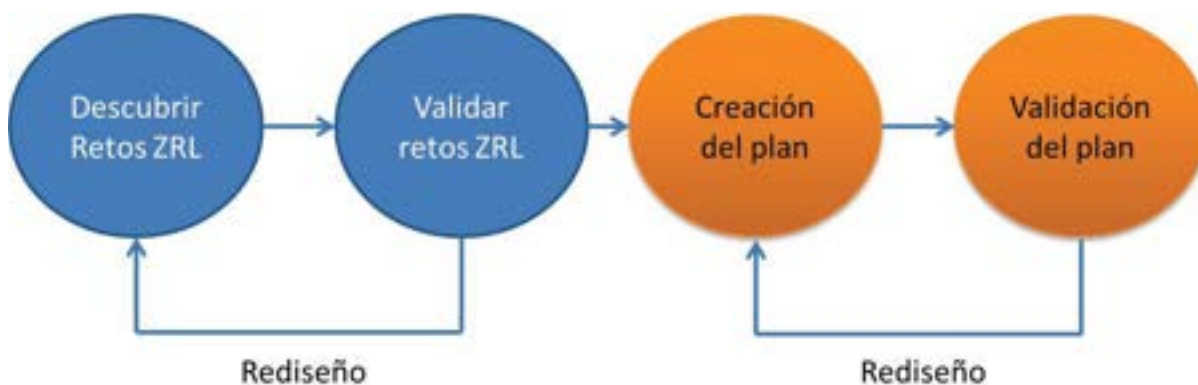 Descubrir
Retos ZRL
Validar
retos ZRL
Creación
del plan
Validación
del plan
Rediseño
Rediseño